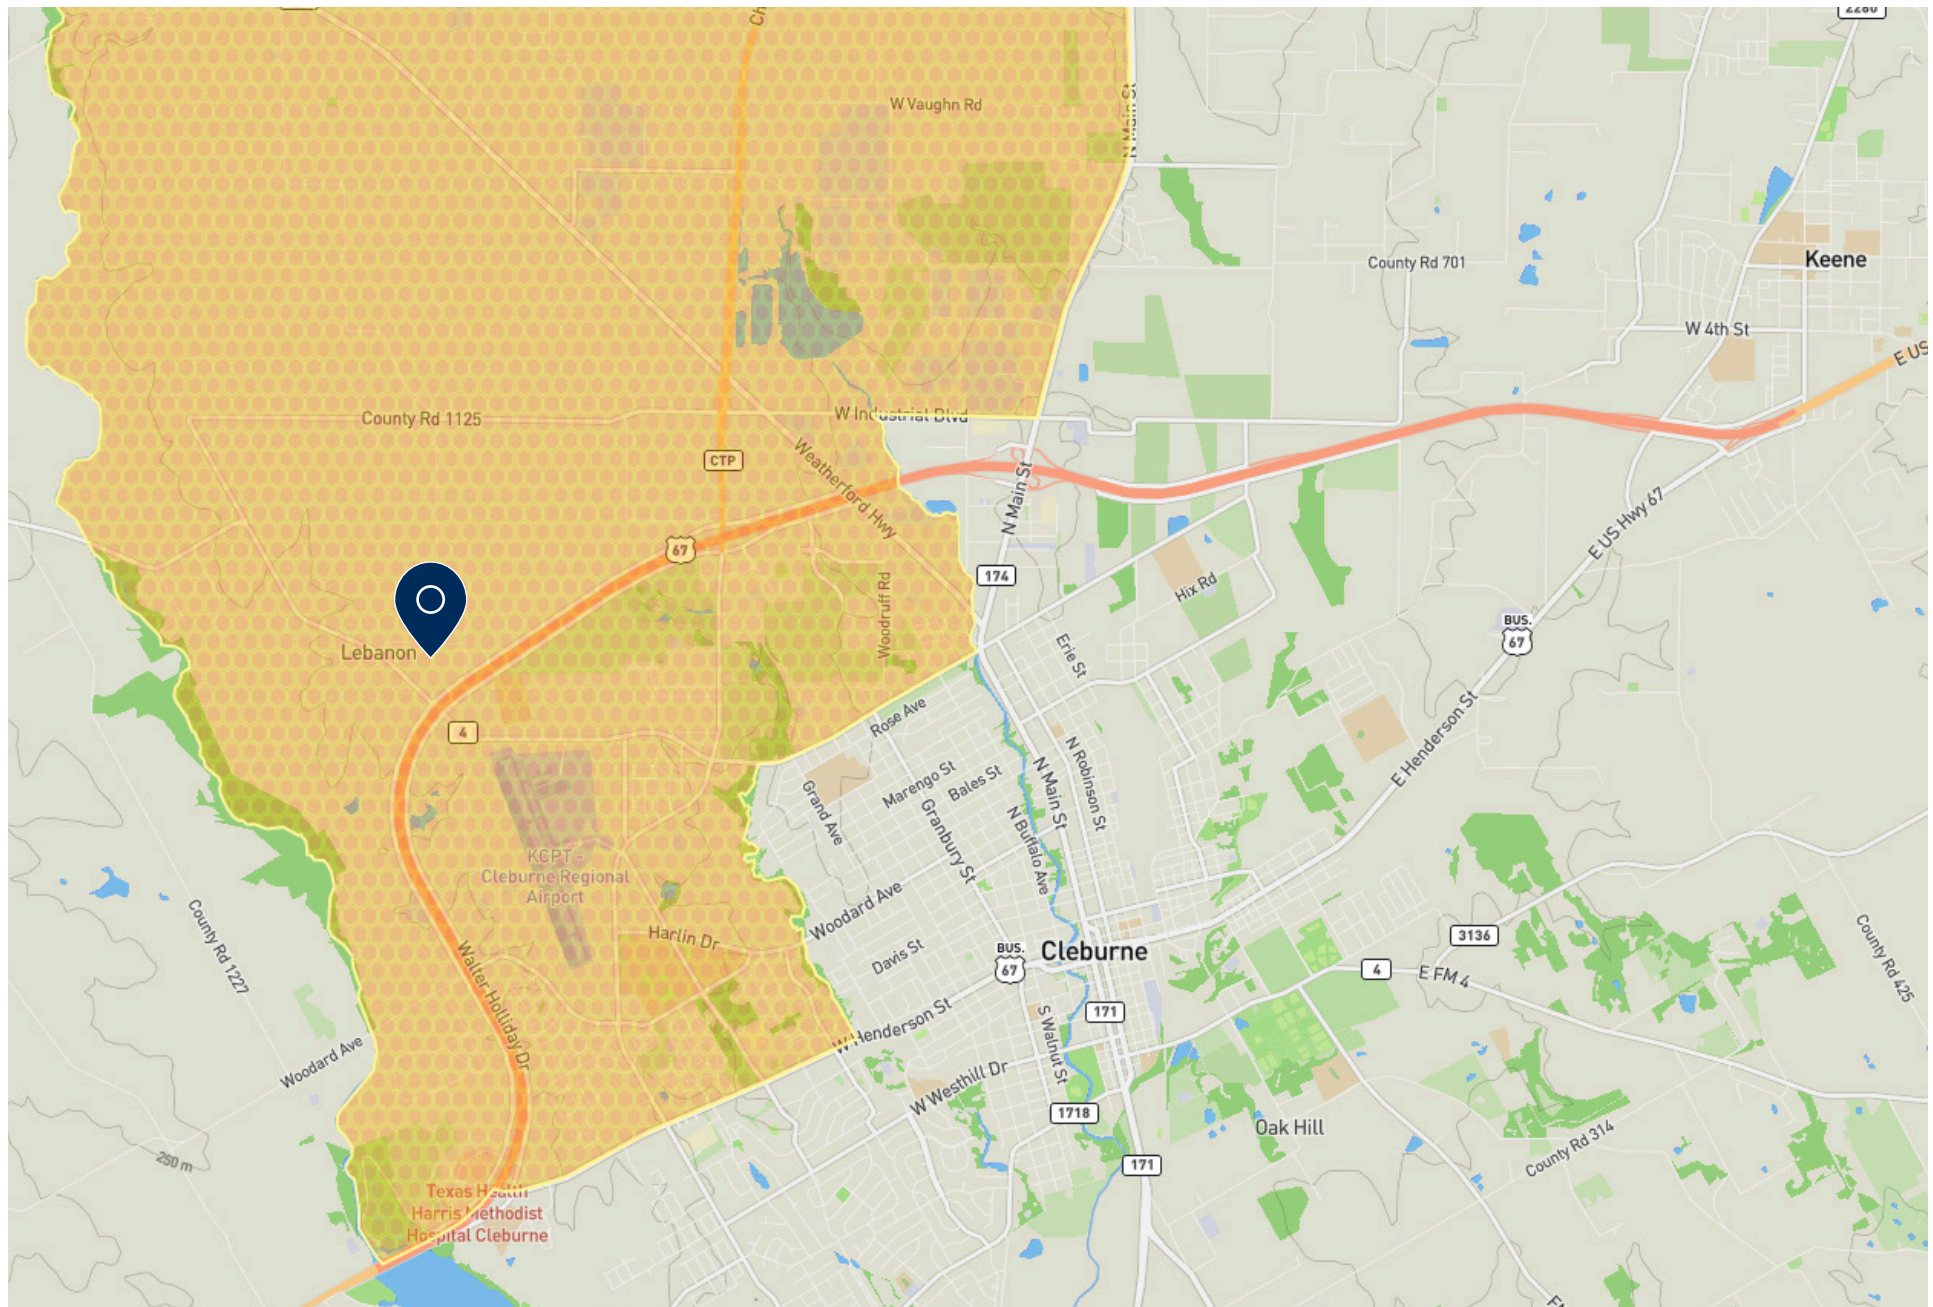 2280
Ch
N Main St
W Vaughn Rd
County Rd 701
Keene
W 4th St
E US
County Rd 1125
W Industrial Blvd
CTP
Weatherford Hwy
N Main St
E US Hwy 67
67
174
Hix Rd
Woodruff Rd
BUS.
67
Erie St
Lebanon
4
Rose Ave
E Henderson St
N Robinson St
N Main St
Marengo St
Bales St
Grand Ave
Granbury St
N Buffalo Ave
KCPT -
Cleburne Regional
Airport
Woodard Ave
County Rd 1227
Harlin Dr
Walter Holliday Dr
Davis St
BUS.
67
Cleburne
3136
4
E FM 4
County Rd 425
171
W Henderson St
S Walnut St
Woodard Ave
W Westhill Dr
1718
Oak Hill
County Rd 314
250 m
171
Texas Health
Harris Methodist
Hospital Cleburne